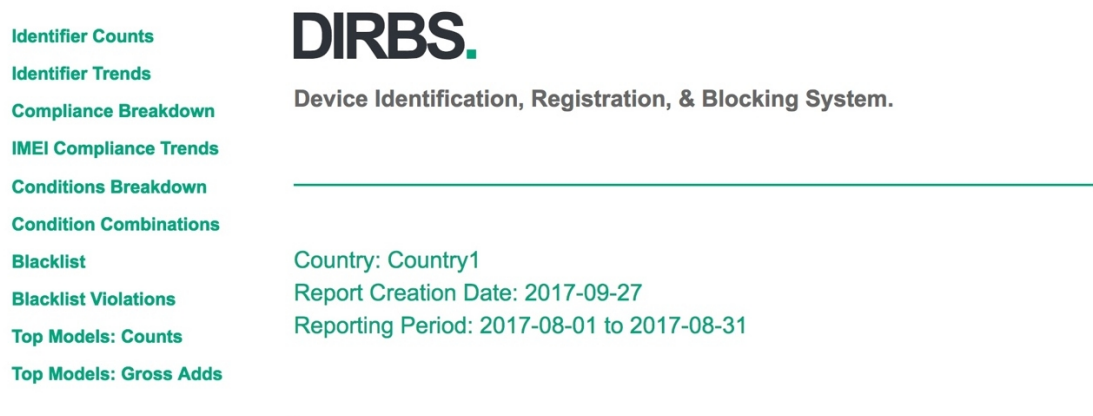 Identifier Counts
Identifier Trends
Compliance Breakdown
IMEI Compliance Trends
Conditions Breakdown
Condition Combinations
Blacklist
Blacklist Violations
Top Models: Counts
Top Models: Gross Adds
DIRBS.
Device Identification, Registration, & Blocking System.
Country: Country1
Report Creation Date: 2017-09-27
Reporting Period: 2017-08-01 to 2017-08-31